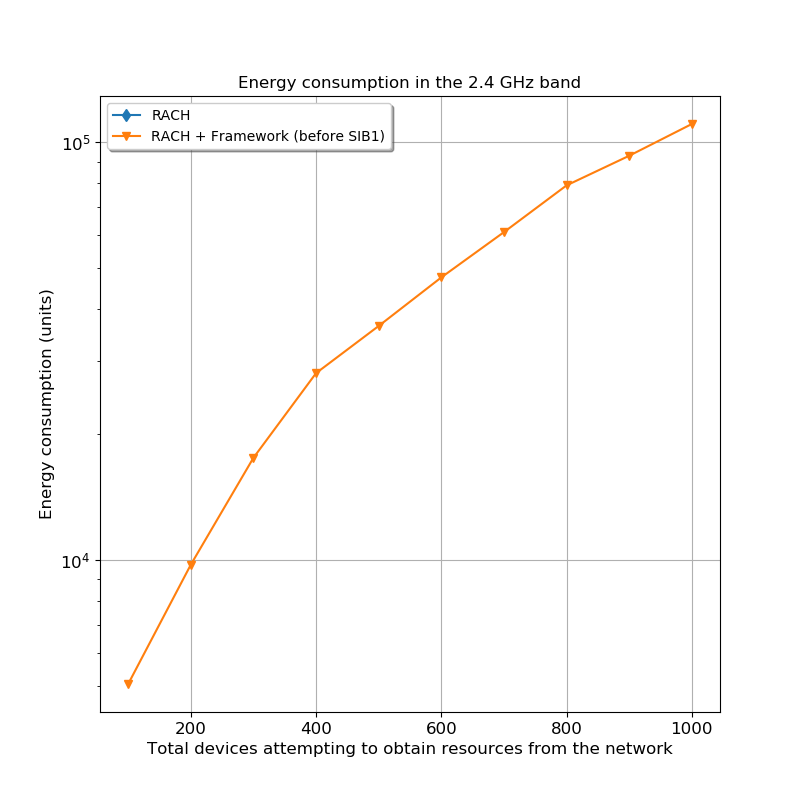 Energy consumption in the 2.4 GHz band
RACH
RACH + Framework (before SIB1)
10⁵
10⁴
Energy consumption (units)
200 400 600 800 1000
Total devices attempting to obtain resources from the network